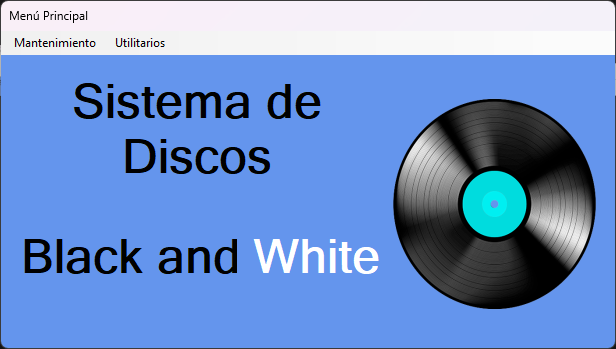 Menú Principal
Mantenimiento Utilitarios
Sistema de
Discos
Black and White